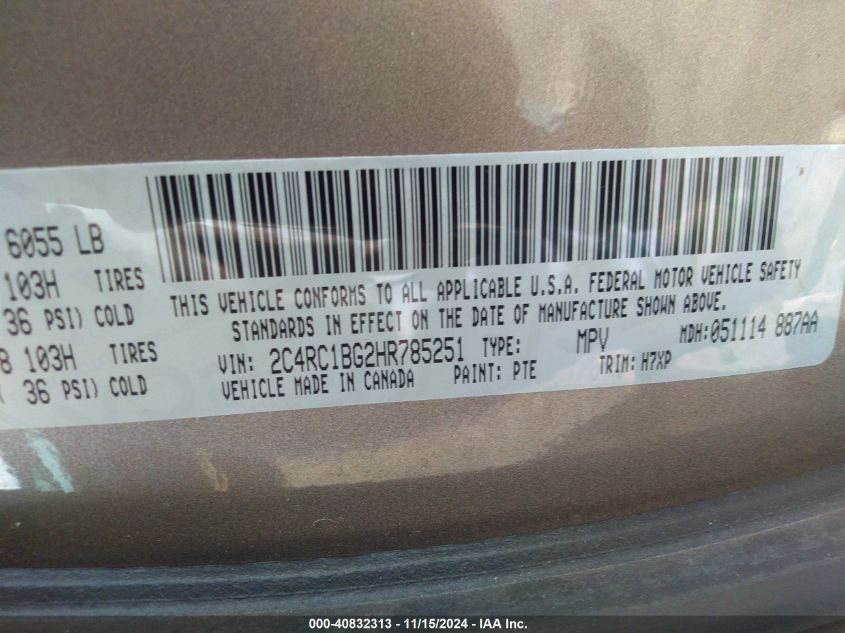 6055 LB
103H TIRES
36 PSI) COLD
103H TIRES
36 PSI) COLD
THIS VEHICLE CONFORMS TO ALL APPLICABLE U.S.A. FEDERAL MOTOR VEHICLE SAFETY
STANDARDS IN EFFECT ON THE DATE OF MANUFACTURE SHOWN ABOVE.
VIN: 2C4RC1BG2HR785251 TYPE: MPV MDH: 051114 887AA
VEHICLE MADE IN CANADA PAINT: PTE TRIM: H7XP
000-40832313 - 11/15/2024 - IAA Inc.